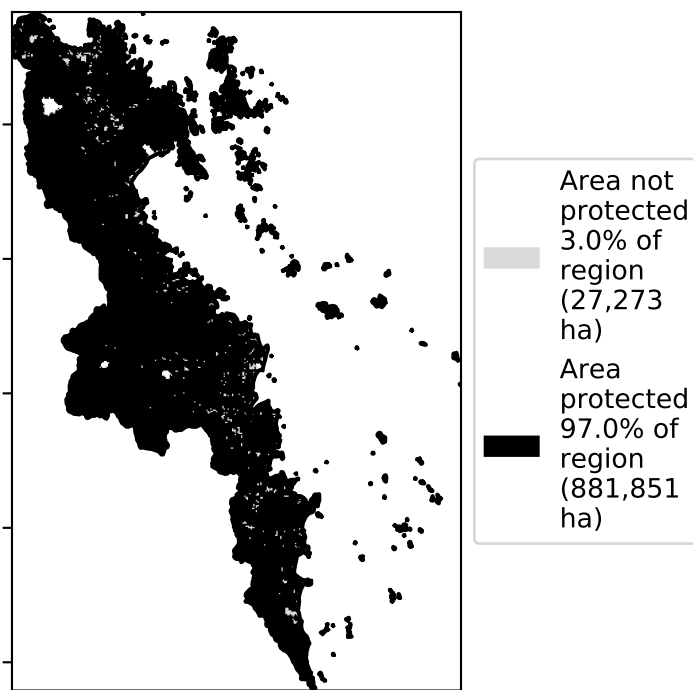 Area not
protected
3.0% of
region
(27,273
ha)
Area
protected
97.0% of
region
(881,851
ha)